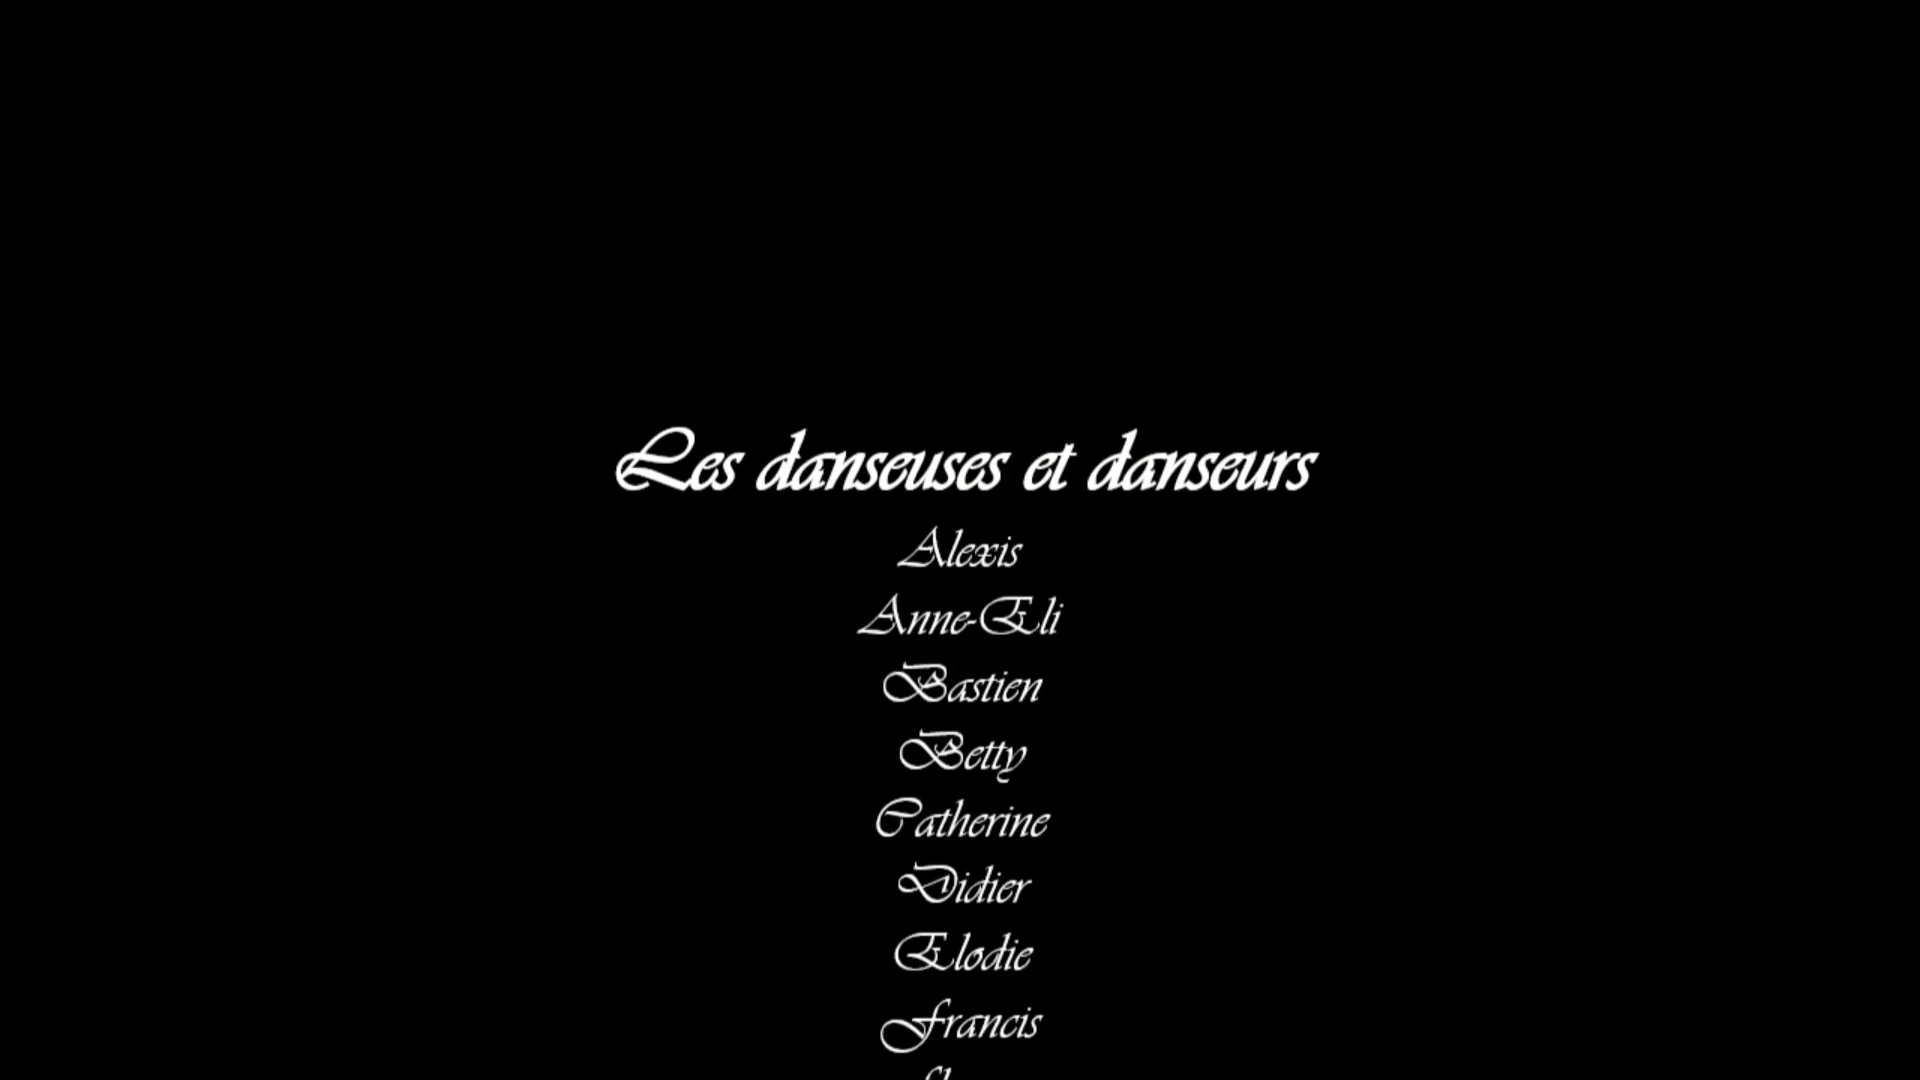 Les danseuses et danseurs
Alexis
Anne-Eli
Bastien
Betty
Catherine
Didier
Elodie
Francis